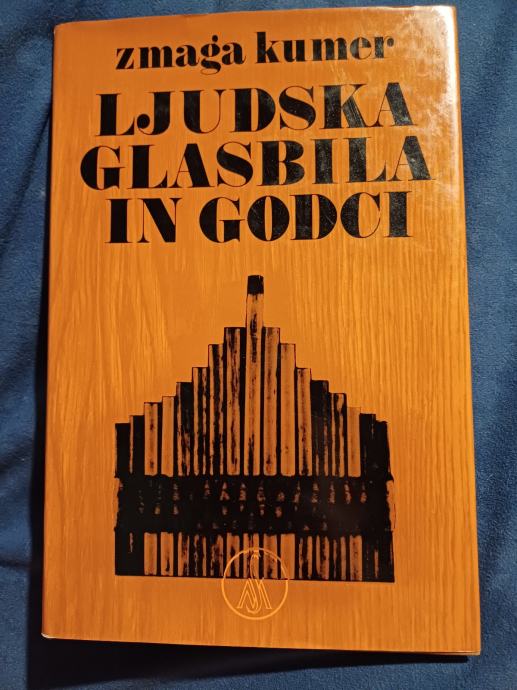 zmaga kumer
LJUDSKA
GLASBILA
IN GODCI